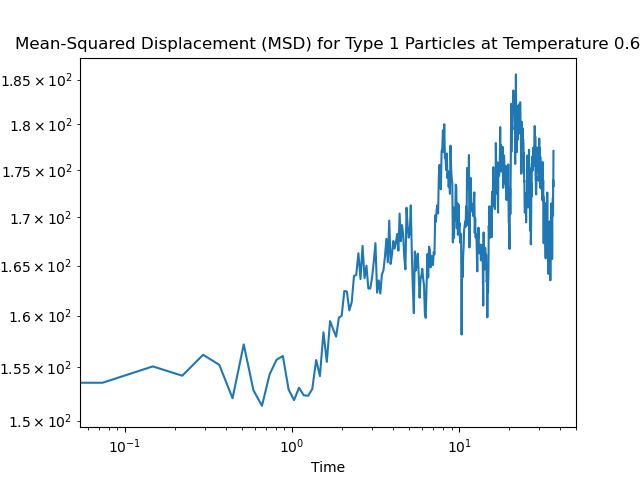 Mean-Squared Displacement (MSD) for Type 1 Particles at Temperature 0.6
1.85 × 10²
1.8 × 10²
1.75 × 10²
1.7 × 10²
1.65 × 10²
1.6 × 10²
1.55 × 10²
1.5 × 10²
10⁻¹ 10⁰ 10¹
Time